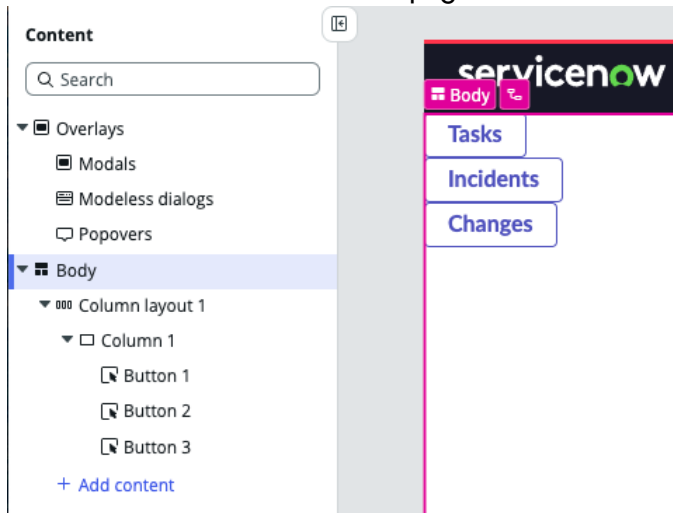 pag
Content
Search
Overlays
Modals
Modeless dialogs
Popovers
Body
Column layout 1
Column 1
Button 1
Button 2
Button 3
+ Add content
servicenow
Body
Tasks
Incidents
Changes